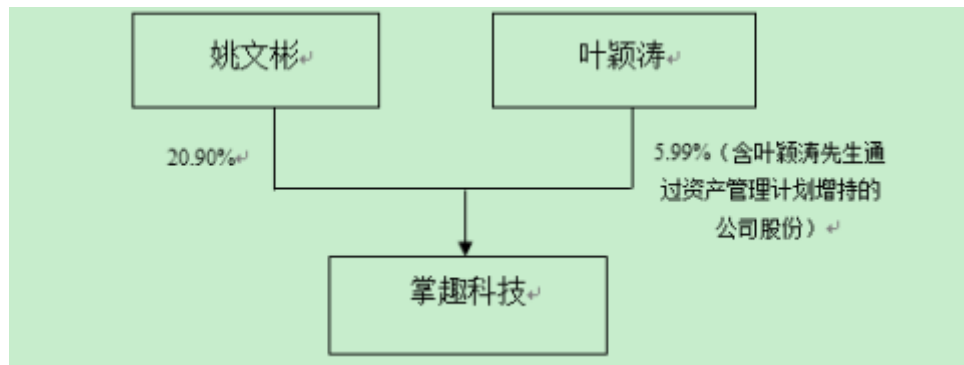 姚文彬↵
叶颖涛↵
20.90%↵
5.99%（含叶颖涛先生通
过资产管理计划增持的
公司股份）↵
掌趣科技↵